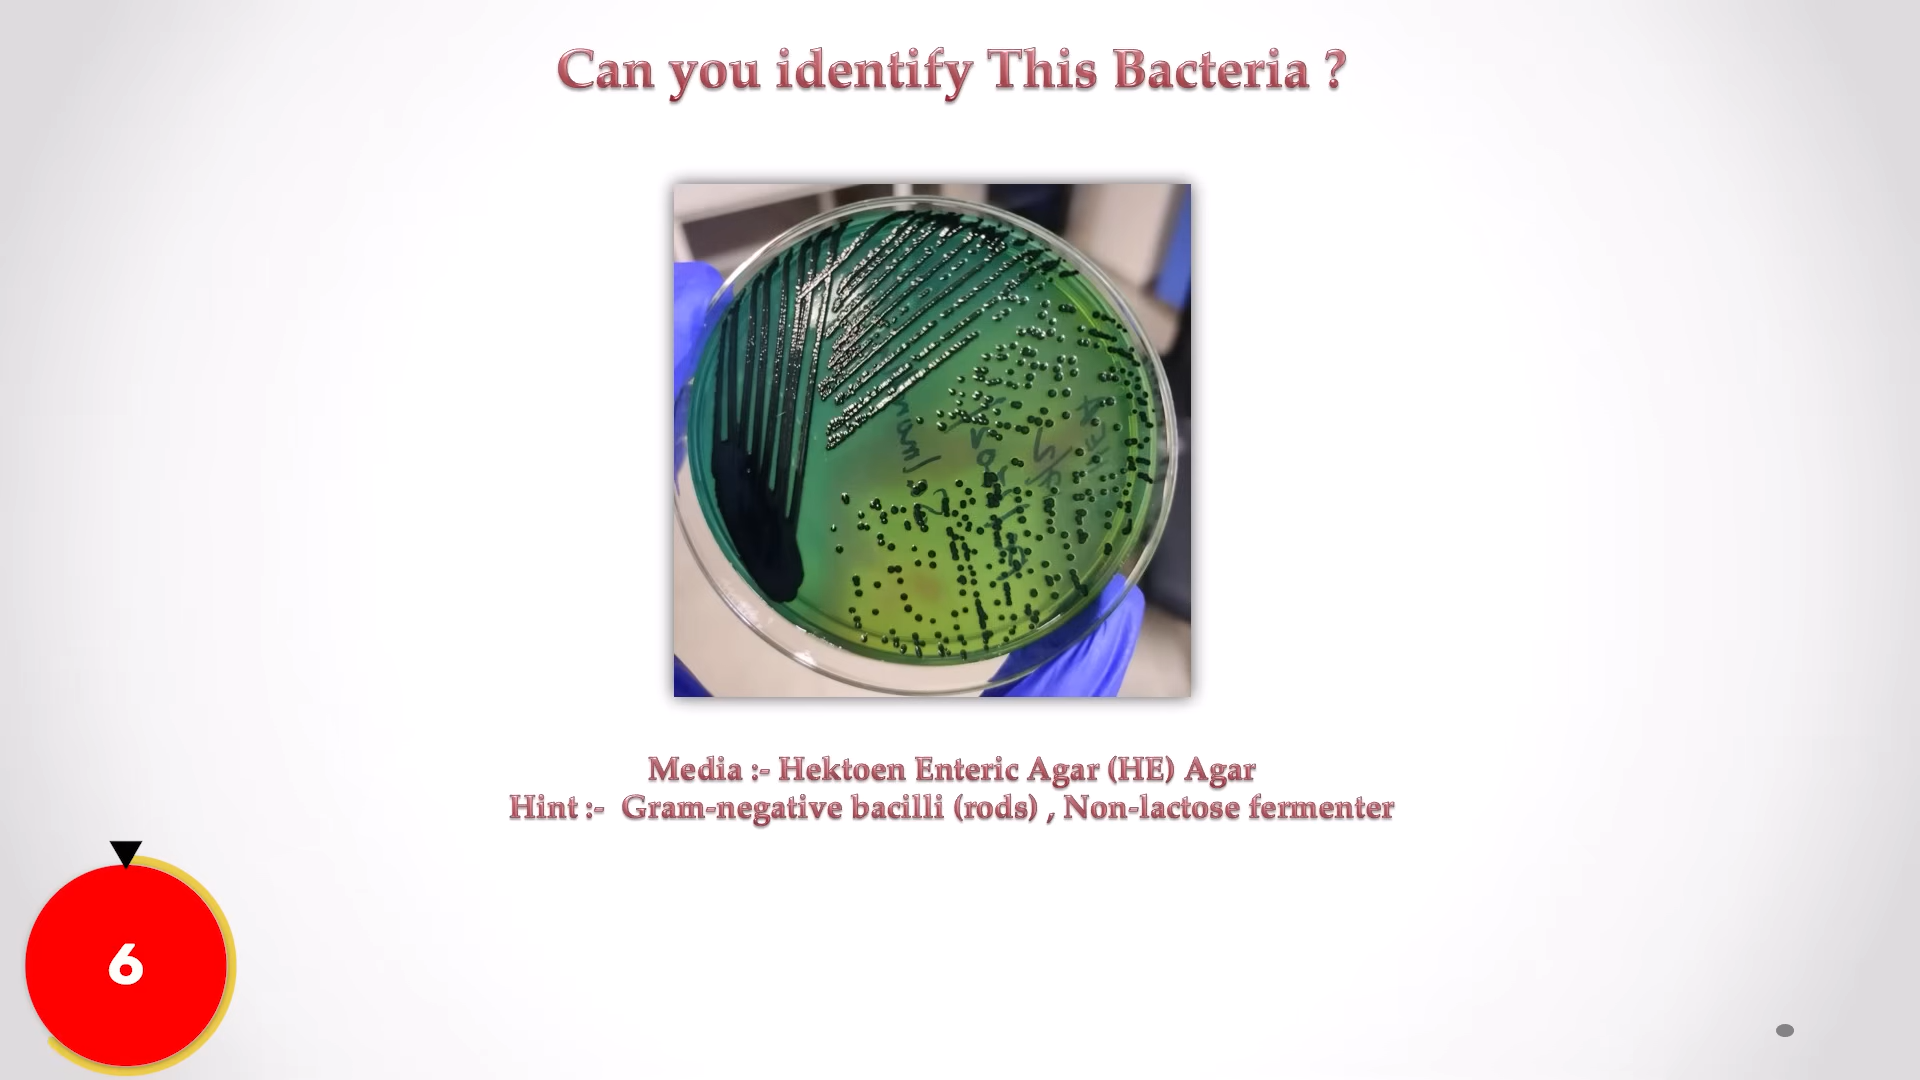 Can you identify This Bacteria ?
Media :- Hektoen Enteric Agar (HE) Agar
Hint :- Gram-negative bacilli (rods) , Non-lactose fermenter
6